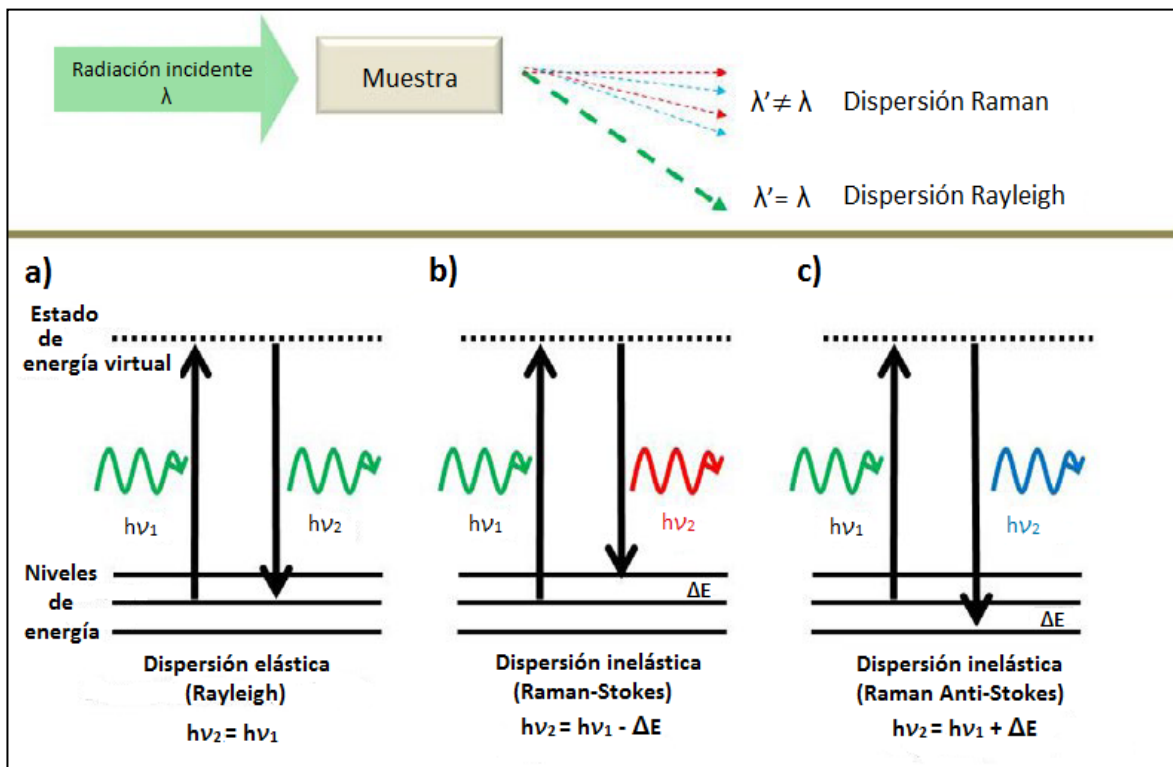 Radiación incidente
λ
Muestra
λ’ ≠ λ Dispersión Raman
λ’ = λ Dispersión Rayleigh
a)
b)
c)
Estado
de
energía virtual
hν₁
hν₂
hν₁
hν₂
hν₁
hν₂
Niveles
de
energía
ΔE
ΔE
Dispersión elástica
(Rayleigh)
hν₂ = hν₁
Dispersión inelástica
(Raman-Stokes)
hν₂ = hν₁ - ΔE
Dispersión inelástica
(Raman Anti-Stokes)
hν₂ = hν₁ + ΔE